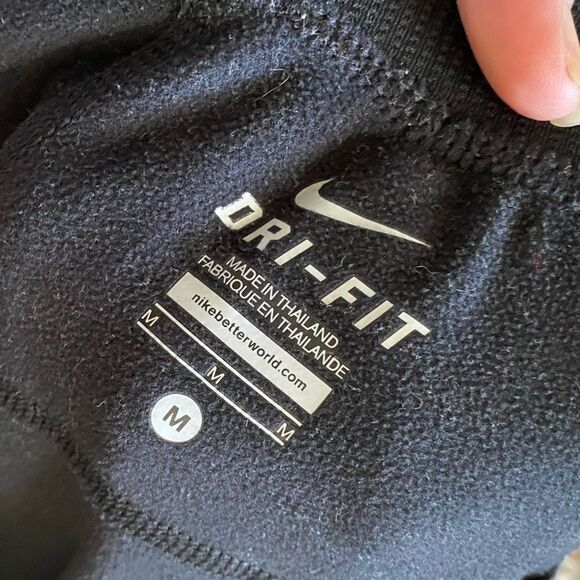 DRI-FIT
MADE IN THAILAND
FABRIQUE EN THAILANDE
nikebetterworld.com
M M M
M